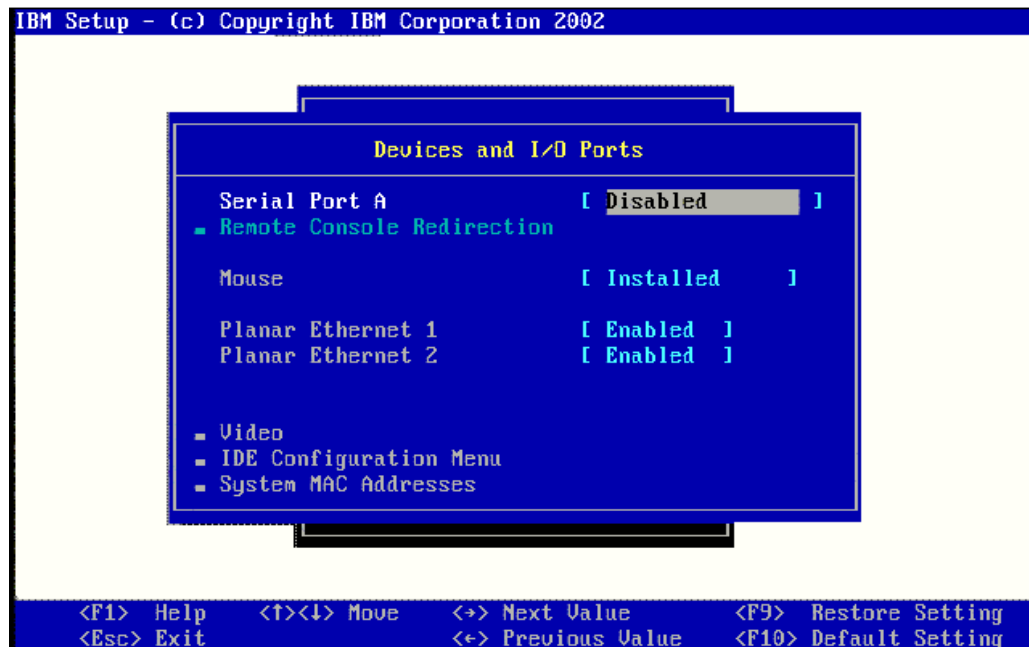 IBM Setup - (c) Copyright IBM Corporation 2002
Devices and I/O Ports
Serial Port A [ Disabled ]
Remote Console Redirection
Mouse [ Installed ]
Planar Ethernet 1 [ Enabled ]
Planar Ethernet 2 [ Enabled ]
Video
IDE Configuration Menu
System MAC Addresses
<F1> Help <↑><↓> Move <→> Next Value <F9> Restore Setting
<Esc> Exit <←> Previous Value <F10> Default Setting